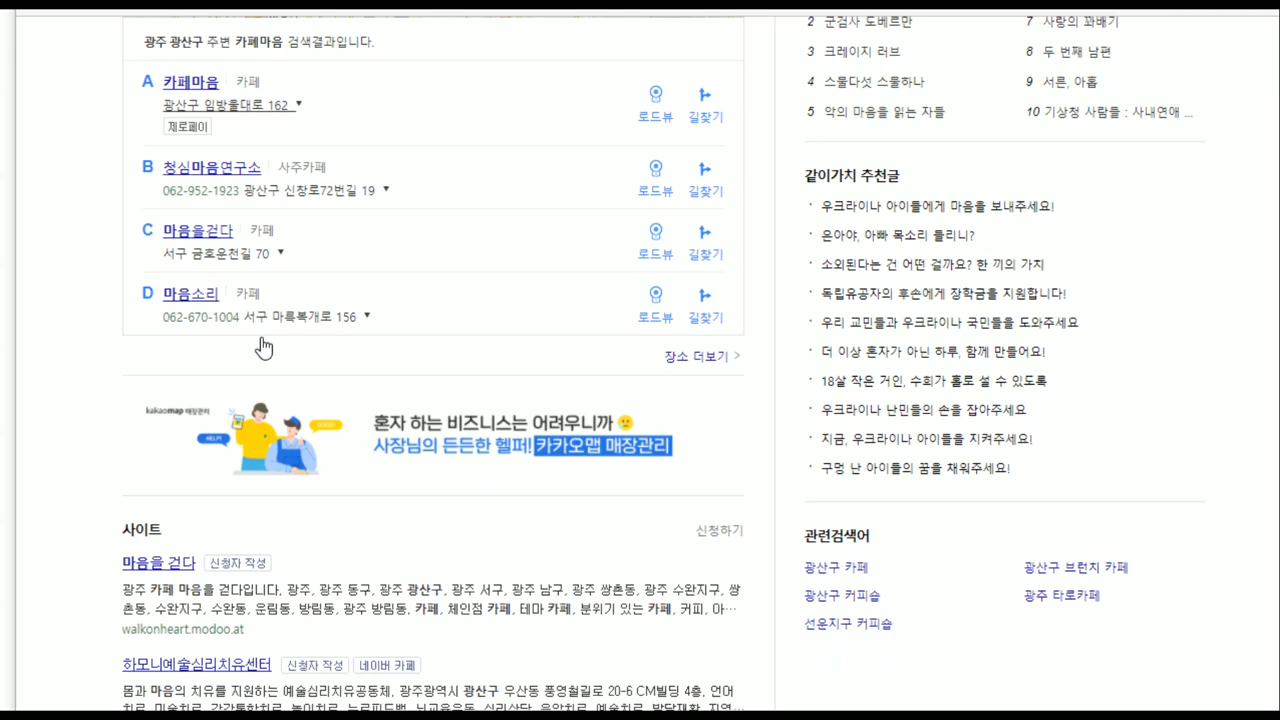 광주 광산구 주변 카페마음 검색결과입니다.
A 카페마음 카페
광산구 임방울대로 162
제로페이
로드뷰 길찾기
B 청심마음연구소 사주카페
062-952-1923 광산구 신창로72번길 19
로드뷰 길찾기
C 마음을걷다 카페
서구 금호운천길 70
로드뷰 길찾기
D 마음소리 카페
062-670-1004 서구 마륵복개로 156
로드뷰 길찾기
장소 더보기 >
kakaomap 매장관리
HELP!
혼자 하는 비즈니스는 어려우니까
사장님의 든든한 헬퍼! 카카오맵 매장관리
사이트 신청하기
마음을 걷다 신청자 작성
광주 카페 마음을 걷다입니다, 광주, 광주 동구, 광주 광산구, 광주 서구, 광주 남구, 광주 쌍촌동, 광주 수완지구, 쌍
촌동, 수완지구, 수완동, 운림동, 방림동, 광주 방림동, 카페, 체인점 카페, 테마 카페, 분위기 있는 카페, 커피, 아…
walkonheart.modoo.at
하모니예술심리치유센터 신청자 작성 네이버 카페
몸과 마음의 치유를 지원하는 예술심리치유공동체, 광주광역시 광산구 우산동 풍영철길로 20-6 CM빌딩 4층, 언어
2 군검사 도베르만 7 사랑의 꽈배기
3 크레이지 러브 8 두 번째 남편
4 스물다섯 스물하나 9 서른, 아홉
5 악의 마음을 읽는 자들 10 기상청 사람들 : 사내연애 ...
같이가치 추천글
· 우크라이나 아이들에게 마음을 보내주세요!
· 은아야, 아빠 목소리 들리니?
· 소외된다는 건 어떤 걸까요? 한 끼의 가치
· 독립유공자의 후손에게 장학금을 지원합니다!
· 우리 교민들과 우크라이나 국민들을 도와주세요
· 더 이상 혼자가 아닌 하루, 함께 만들어요!
· 18살 작은 거인, 수희가 홀로 설 수 있도록
· 우크라이나 난민들의 손을 잡아주세요
· 지금, 우크라이나 아이들을 지켜주세요!
· 구멍 난 아이들의 꿈을 채워주세요!
관련검색어
광산구 카페 광산구 브런치 카페
광산구 커피숍 광주 타로카페
선운지구 커피숍